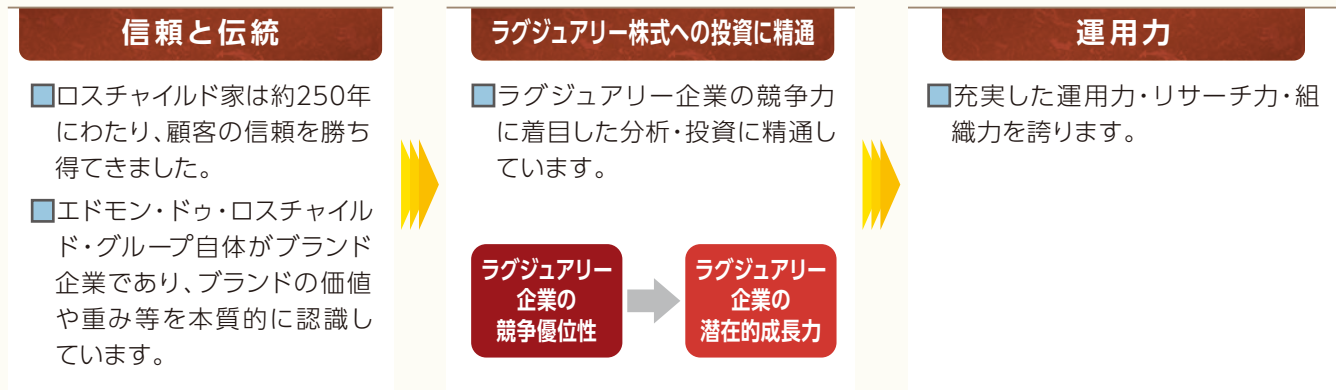 信頼と伝統
■ロスチャイルド家は約250年
にわたり、顧客の信頼を勝ち
得てきました。
■エドモン・ドゥ・ロスチャイル
ド・グループ自体がブランド
企業であり、ブランドの価値
や重み等を本質的に認識し
ています。
ラグジュアリー株式への投資に精通
■ラグジュアリー企業の競争力
に着目した分析・投資に精通し
ています。
ラグジュアリー
企業の
競争優位性
ラグジュアリー
企業の
潜在的成長力
運用力
■充実した運用力・リサーチ力・組
織力を誇ります。